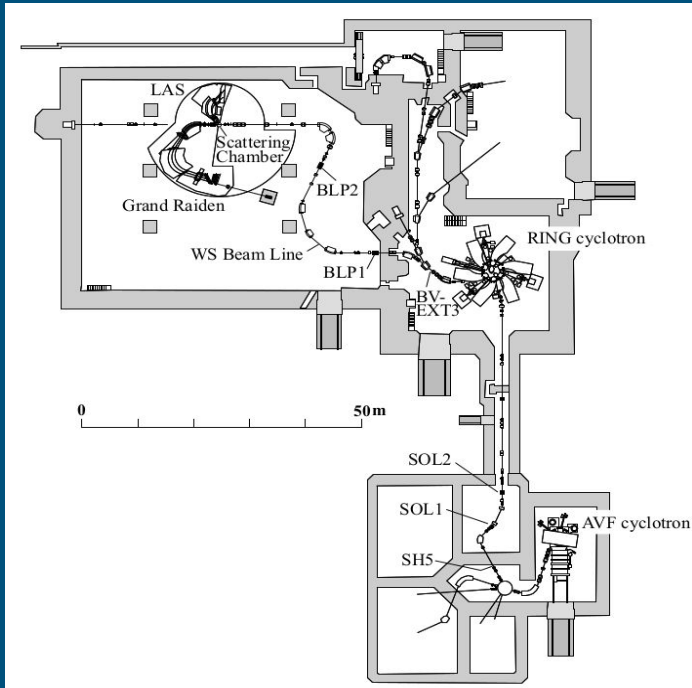 LAS
Scattering
Chamber
BLP2
Grand Raiden
WS Beam Line
BLP1
BV-
EXT3
RING cyclotron
0
50m
SOL2
SOL1
AVF cyclotron
SH5